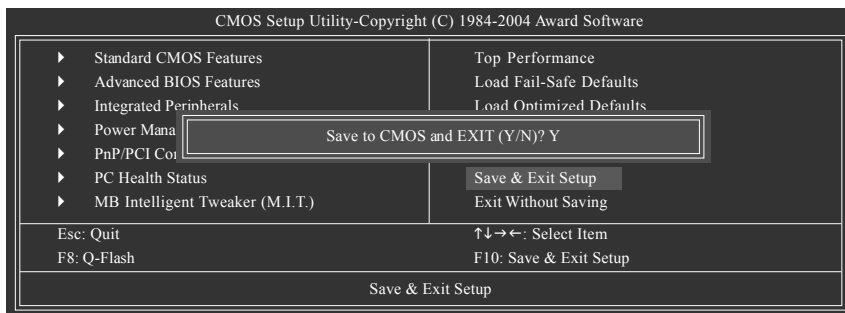 CMOS Setup Utility-Copyright (C) 1984-2004 Award Software
Standard CMOS Features
Advanced BIOS Features
Integrated Peripherals
Power Mana
PnP/PCI Con
PC Health Status
MB Intelligent Tweaker (M.I.T.)
Top Performance
Load Fail-Safe Defaults
Load Optimized Defaults
Save & Exit Setup
Exit Without Saving
Save to CMOS and EXIT (Y/N)? Y
Esc: Quit
↑↓→←: Select Item
F8: Q-Flash
F10: Save & Exit Setup
Save & Exit Setup